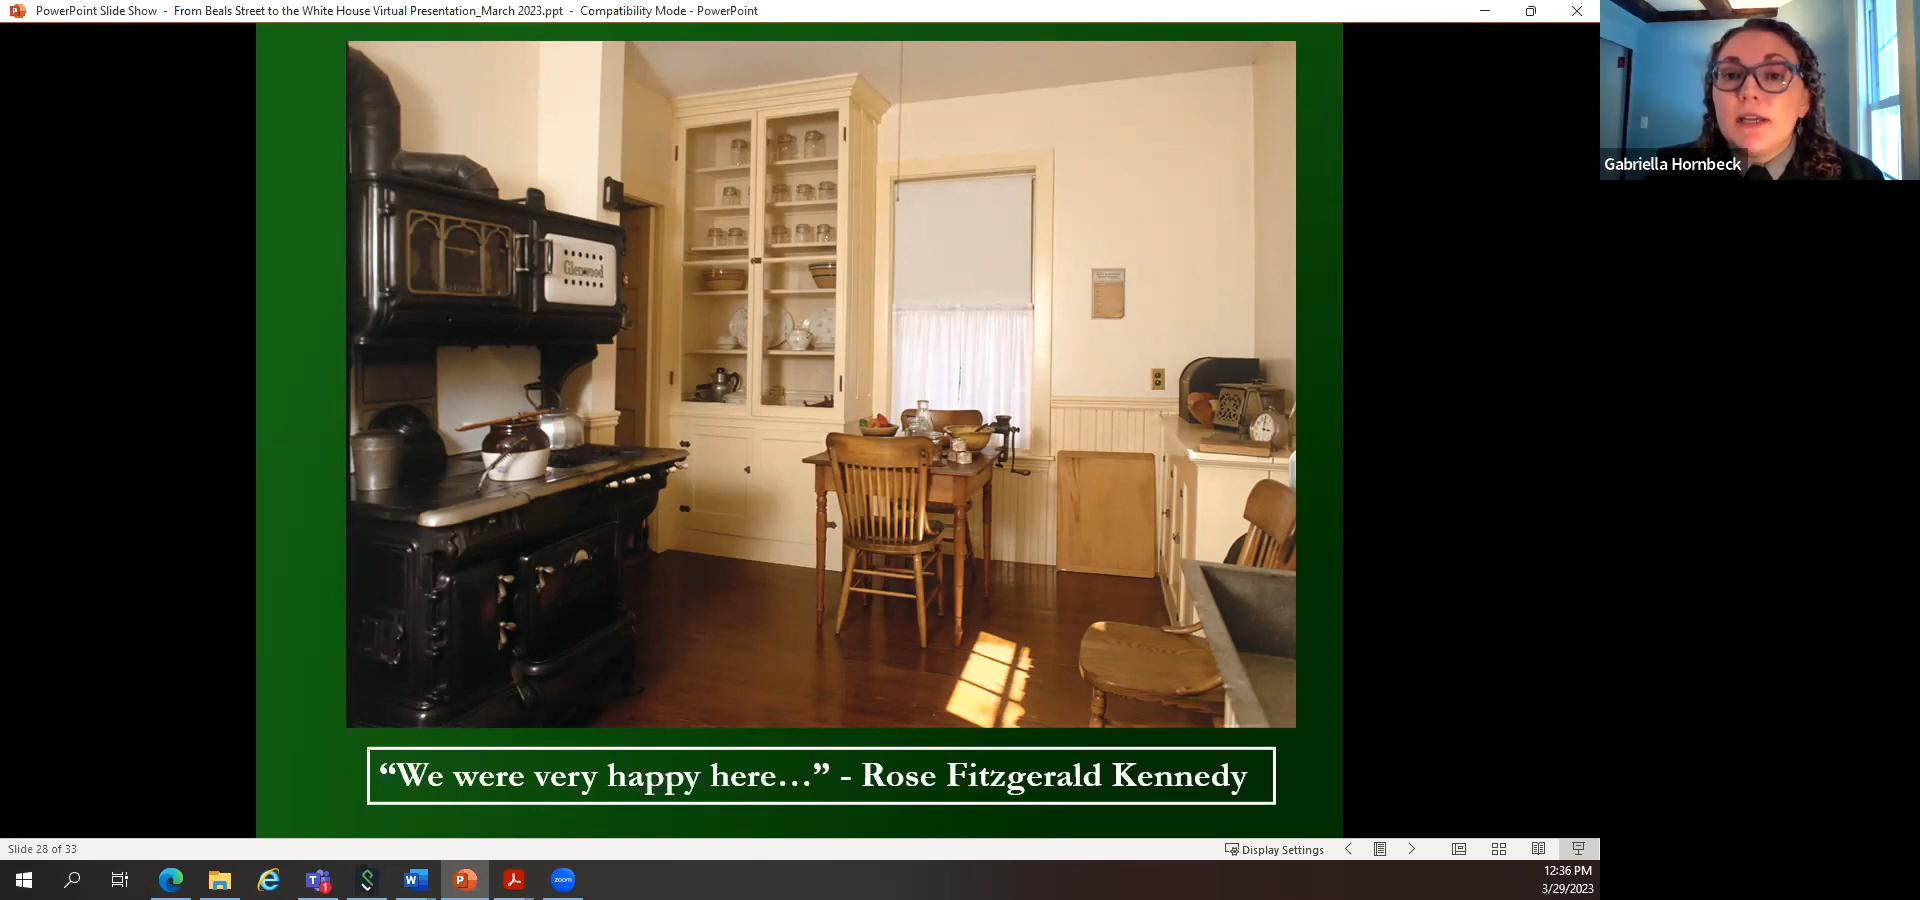 PowerPoint Slide Show - From Beals Street to the White House Virtual Presentation_March 2023.ppt - Compatibility Mode - PowerPoint
Gabriella Hornbeck
Glenwood
“We were very happy here…” - Rose Fitzgerald Kennedy
Slide 28 of 33
Display Settings
zoom
12:36 PM
3/29/2023